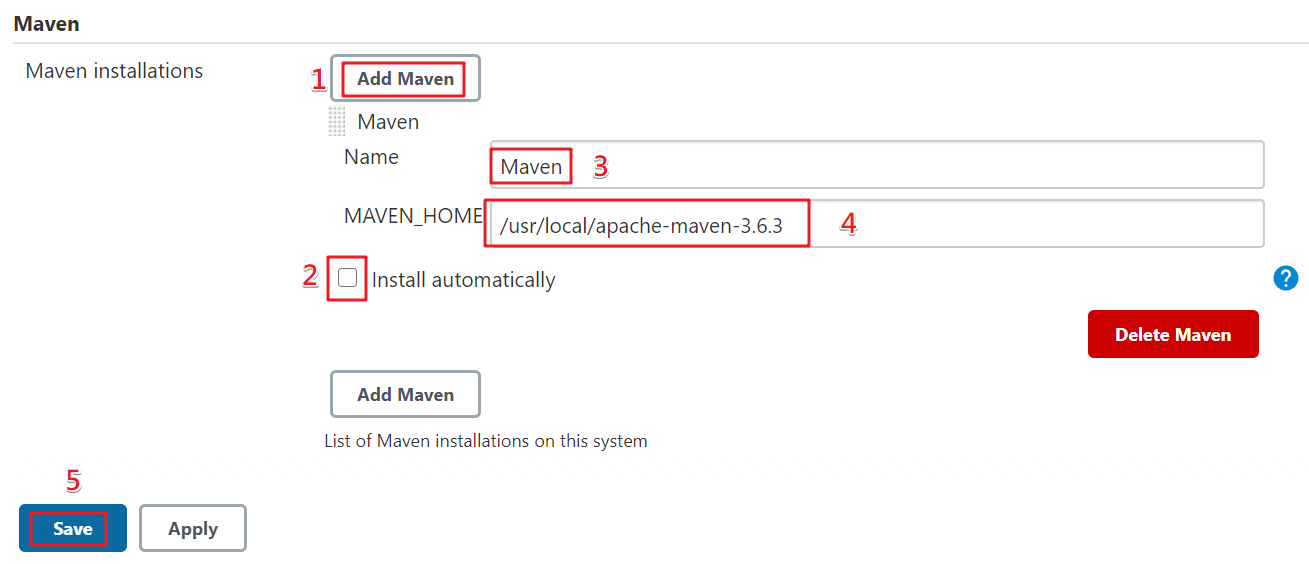 Maven
Maven installations
1 Add Maven
Maven
Name Maven 3
MAVEN_HOME /usr/local/apache-maven-3.6.3 4
2 Install automatically ?
Delete Maven
Add Maven
List of Maven installations on this system
5
Save Apply